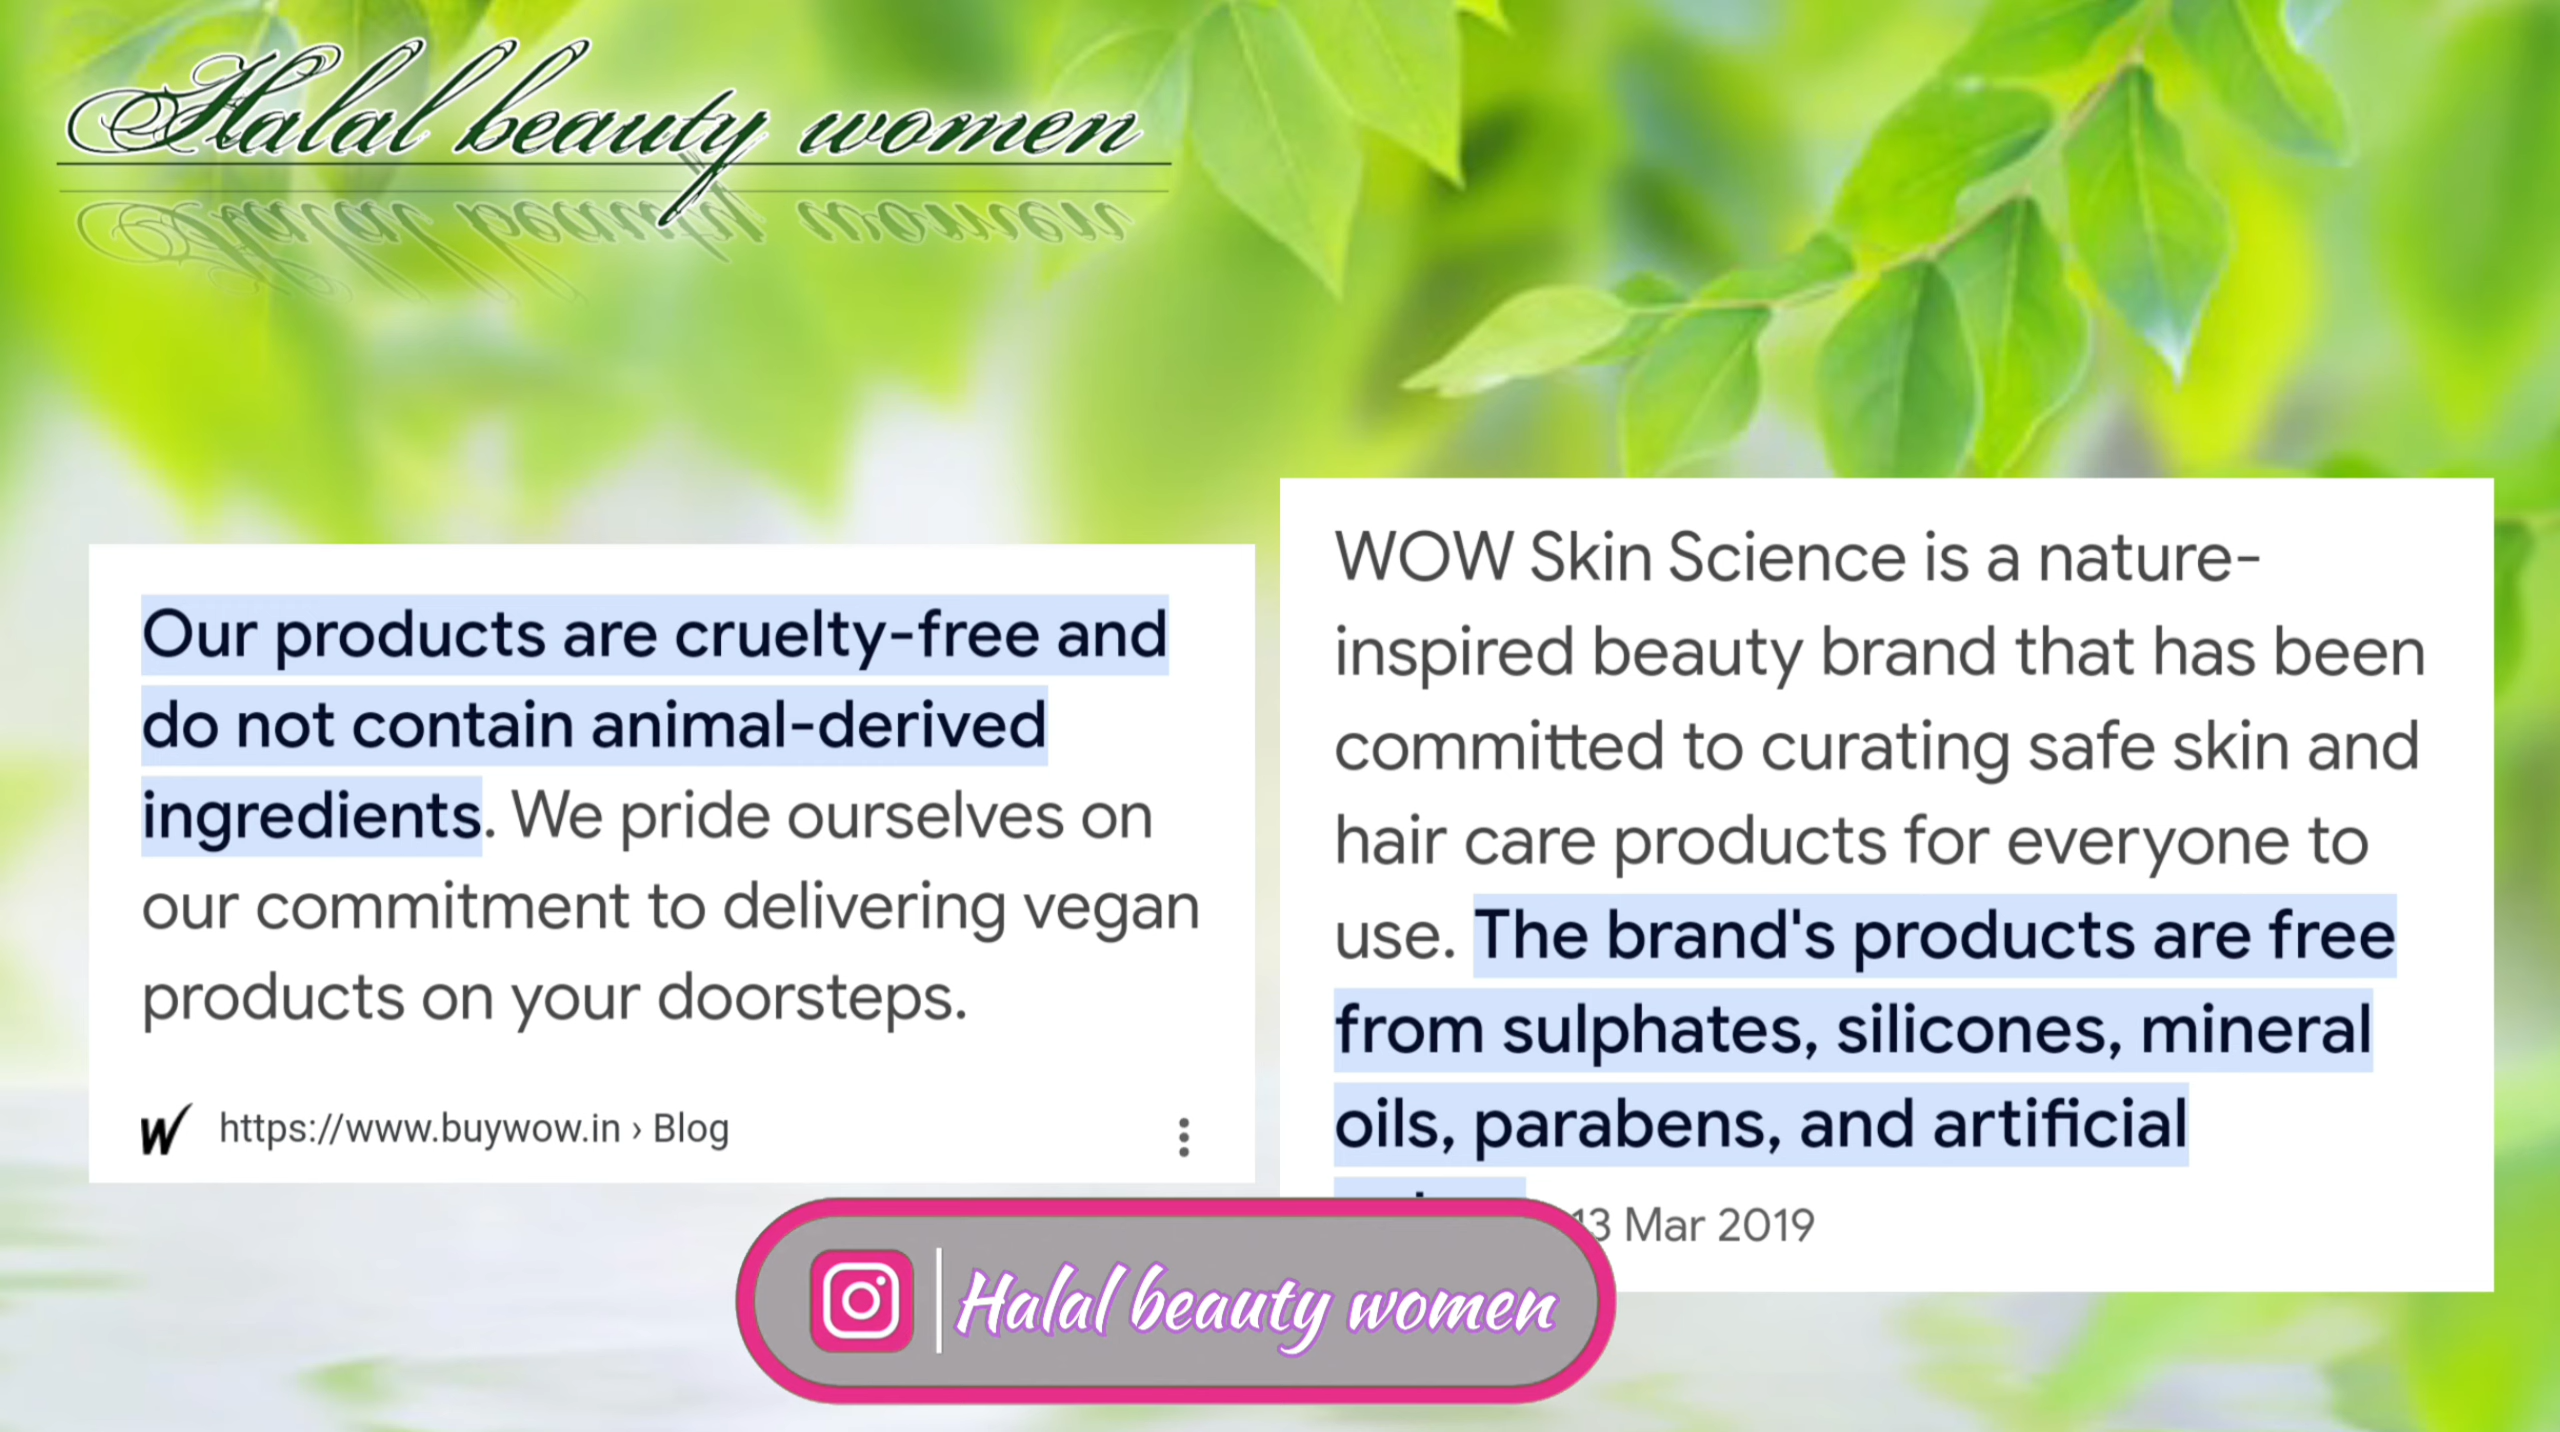 Halal beauty women
Our products are cruelty-free and
do not contain animal-derived
ingredients. We pride ourselves on
our commitment to delivering vegan
products on your doorsteps.
https://www.buywow.in › Blog
WOW Skin Science is a nature-
inspired beauty brand that has been
committed to curating safe skin and
hair care products for everyone to
use. The brand's products are free
from sulphates, silicones, mineral
oils, parabens, and artificial
13 Mar 2019
Halal beauty women